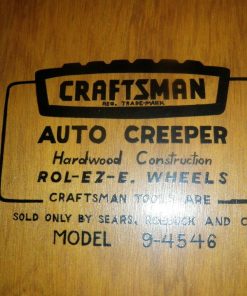 CRAFTSMAN
REG. TRADE-MARK
AUTO CREEPER
Hardwood Construction
ROL-EZ-E. WHEELS
CRAFTSMAN TOOLS ARE
SOLD ONLY BY SEARS, ROEBUCK AND
MODEL 9-4546